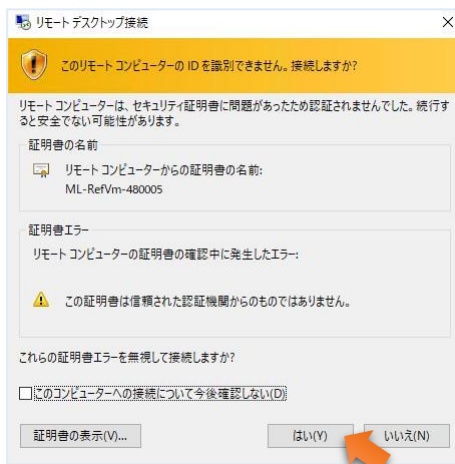 リモート デスクトップ接続
このリモート コンピューターの ID を識別できません。接続しますか?
リモート コンピューターは、セキュリティ証明書に問題があったため認証されませんでした。続行す
ると安全でない可能性があります。
証明書の名前
リモート コンピューターからの証明書の名前:
ML-RefVm-480005
証明書エラー
リモート コンピューターの証明書の確認中に発生したエラー:
この証明書は信頼された認証機関からのものではありません。
これらの証明書エラーを無視して接続しますか?
このコンピューターへの接続について今後確認しない(D)
証明書の表示(V)... はい(Y) いいえ(N)